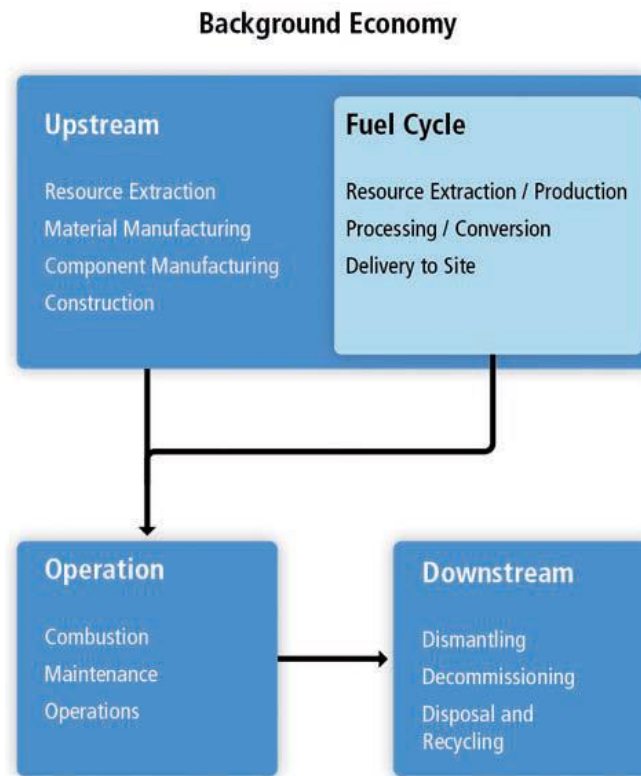 Background Economy
Upstream
Resource Extraction
Material Manufacturing
Component Manufacturing
Construction
Fuel Cycle
Resource Extraction / Production
Processing / Conversion
Delivery to Site
Operation
Combustion
Maintenance
Operations
Downstream
Dismantling
Decommissioning
Disposal and
Recycling